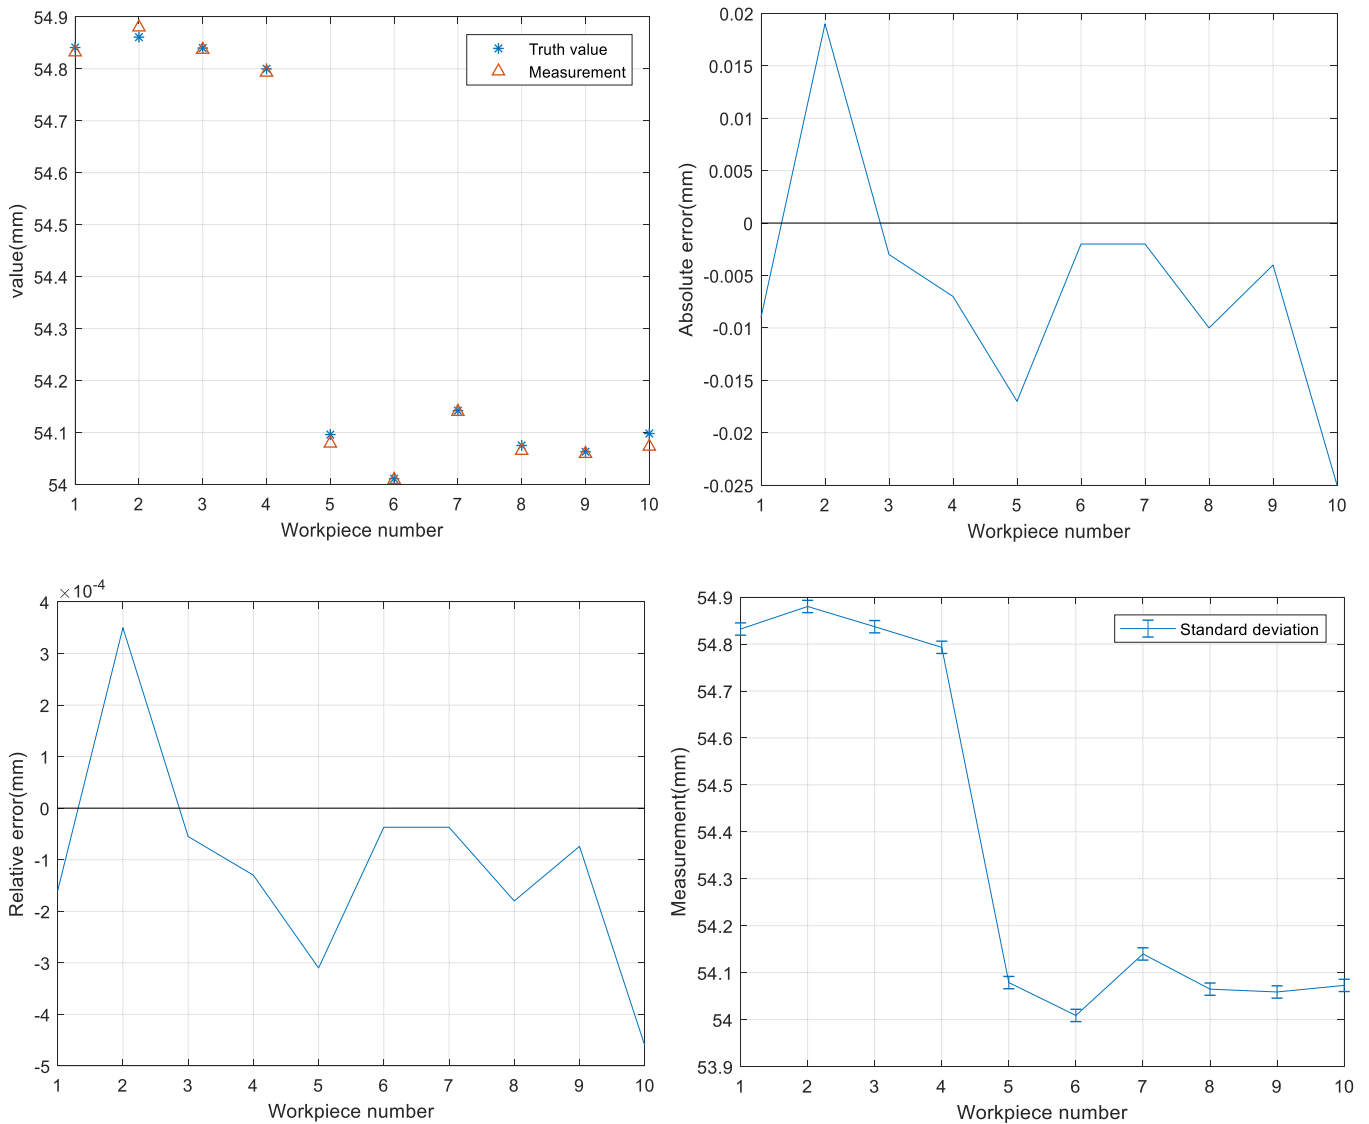 54.9
54.8
54.7
54.6
54.5
54.4
54.3
54.2
54.1
54
value(mm)
1 2 3 4 5 6 7 8 9 10
Workpiece number
Truth value
Measurement
0.02
0.015
0.01
0.005
0
-0.005
-0.01
-0.015
-0.02
-0.025
Absolute error(mm)
1 2 3 4 5 6 7 8 9 10
Workpiece number
×10-4
4
3
2
1
0
-1
-2
-3
-4
-5
Relative error(mm)
1 2 3 4 5 6 7 8 9 10
Workpiece number
54.9
54.8
54.7
54.6
54.5
54.4
54.3
54.2
54.1
54
53.9
Measurement(mm)
1 2 3 4 5 6 7 8 9 10
Workpiece number
Standard deviation